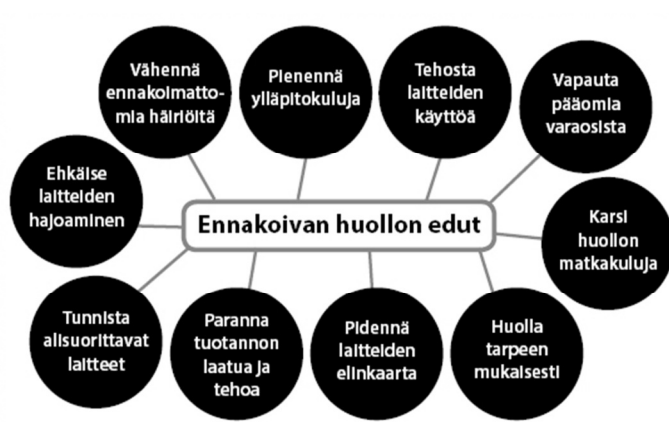 Vähennä
ennakoimatto-
mia häiriöitä
Pienennä
ylläpitokuluja
Tehosta
laitteiden
käyttöä
Vapauta
pääomia
varaosista
Ehkäise
laitteiden
hajoaminen
Ennakoivan huollon edut
Karsi
huollon
matkakuluja
Tunnista
alisuorittavat
laitteet
Paranna
tuotannon
laatua ja
tehoa
Pidennä
laitteiden
elinkaarta
Huolla
tarpeen
mukaisesti